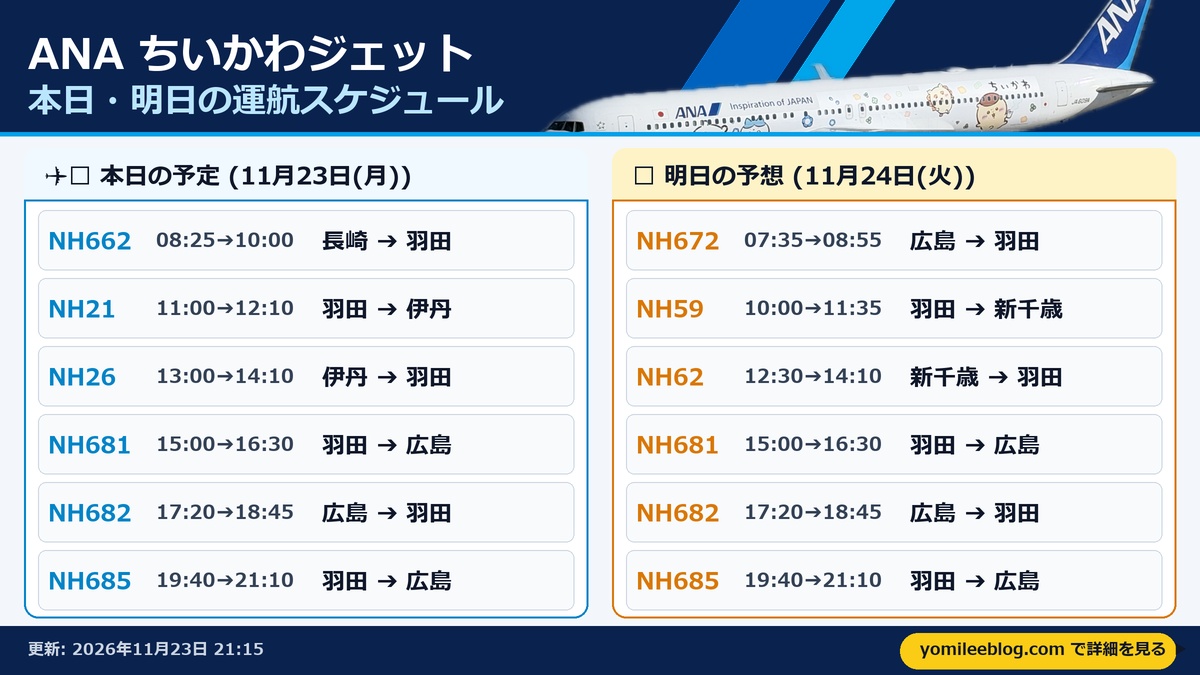 ANA ちいかわジェット
本日・明日の運航スケジュール
ANA Inspiration of JAPAN
ちいかわ
ANA
✈□ 本日の予定 (11月23日(月))
NH662 08:25→10:00 長崎 → 羽田
NH21 11:00→12:10 羽田 → 伊丹
NH26 13:00→14:10 伊丹 → 羽田
NH681 15:00→16:30 羽田 → 広島
NH682 17:20→18:45 広島 → 羽田
NH685 19:40→21:10 羽田 → 広島
□ 明日の予想 (11月24日(火))
NH672 07:35→08:55 広島 → 羽田
NH59 10:00→11:35 羽田 → 新千歳
NH62 12:30→14:10 新千歳 → 羽田
NH681 15:00→16:30 羽田 → 広島
NH682 17:20→18:45 広島 → 羽田
NH685 19:40→21:10 羽田 → 広島
更新: 2026年11月23日 21:15
yomileeblog.com で詳細を見る